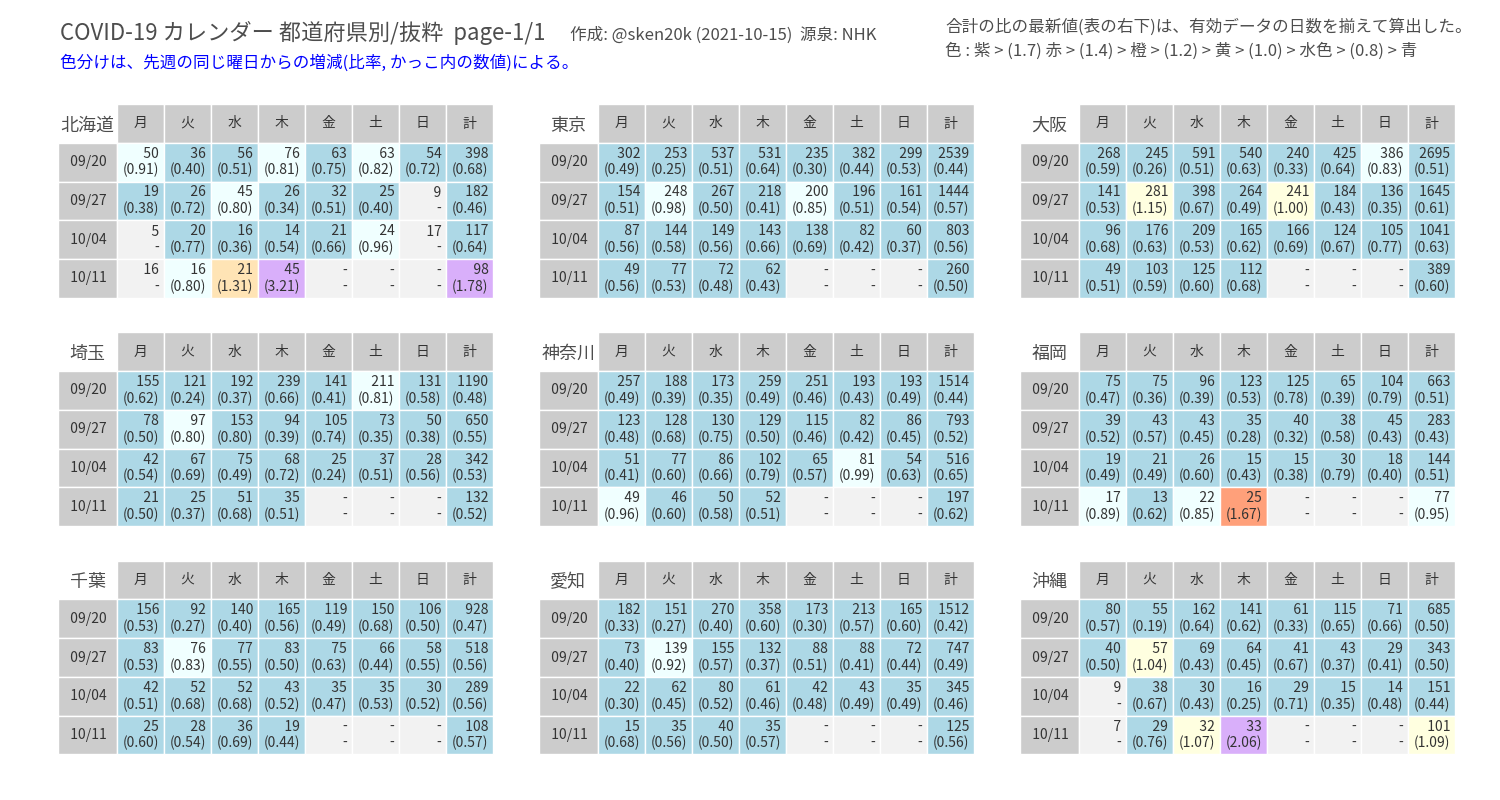 COVID-19 カレンダー 都道府県別/抜粋 page-1/1 作成: @sken20k (2021-10-15) 源泉: NHK
色分けは、先週の同じ曜日からの増減(比率, かっこ内の数値)による。
合計の比の最新値(表の右下)は、有効データの日数を揃えて算出した。
色 : 紫 > (1.7) 赤 > (1.4) 橙 > (1.2) 黄 > (1.0) > 水色 > (0.8) > 青
北海道 月 火 水 木 金 土 日 計
09/20 50 36 56 76 63 63 54 398
(0.91) (0.40) (0.51) (0.81) (0.75) (0.82) (0.72) (0.68)
09/27 19 26 45 26 32 25 9 182
(0.38) (0.72) (0.80) (0.34) (0.51) (0.40) - (0.46)
10/04 5 20 16 14 21 24 17 117
- (0.77) (0.36) (0.54) (0.66) (0.96) - (0.64)
10/11 16 16 21 45 - - - 98
- (0.80) (1.31) (3.21) - - - (1.78)
東京 月 火 水 木 金 土 日 計
09/20 302 253 537 531 235 382 299 2539
(0.49) (0.25) (0.51) (0.64) (0.30) (0.44) (0.53) (0.44)
09/27 154 248 267 218 200 196 161 1444
(0.51) (0.98) (0.50) (0.41) (0.85) (0.51) (0.54) (0.57)
10/04 87 144 149 143 138 82 60 803
(0.56) (0.58) (0.56) (0.66) (0.69) (0.42) (0.37) (0.56)
10/11 49 77 72 62 - - - 260
(0.56) (0.53) (0.48) (0.43) - - - (0.50)
大阪 月 火 水 木 金 土 日 計
09/20 268 245 591 540 240 425 386 2695
(0.59) (0.26) (0.51) (0.63) (0.33) (0.64) (0.83) (0.51)
09/27 141 281 398 264 241 184 136 1645
(0.53) (1.15) (0.67) (0.49) (1.00) (0.43) (0.35) (0.61)
10/04 96 176 209 165 166 124 105 1041
(0.68) (0.63) (0.53) (0.62) (0.69) (0.67) (0.77) (0.63)
10/11 49 103 125 112 - - - 389
(0.51) (0.59) (0.60) (0.68) - - - (0.60)
埼玉 月 火 水 木 金 土 日 計
09/20 155 121 192 239 141 211 131 1190
(0.62) (0.24) (0.37) (0.66) (0.41) (0.81) (0.58) (0.48)
09/27 78 97 153 94 105 73 50 650
(0.50) (0.80) (0.80) (0.39) (0.74) (0.35) (0.38) (0.55)
10/04 42 67 75 68 25 37 28 342
(0.54) (0.69) (0.49) (0.72) (0.24) (0.51) (0.56) (0.53)
10/11 21 25 51 35 - - - 132
(0.50) (0.37) (0.68) (0.51) - - - (0.52)
神奈川 月 火 水 木 金 土 日 計
09/20 257 188 173 259 251 193 193 1514
(0.49) (0.39) (0.35) (0.49) (0.46) (0.43) (0.49) (0.44)
09/27 123 128 130 129 115 82 86 793
(0.48) (0.68) (0.75) (0.50) (0.46) (0.42) (0.45) (0.52)
10/04 51 77 86 102 65 81 54 516
(0.41) (0.60) (0.66) (0.79) (0.57) (0.99) (0.63) (0.65)
10/11 49 46 50 52 - - - 197
(0.96) (0.60) (0.58) (0.51) - - - (0.62)
福岡 月 火 水 木 金 土 日 計
09/20 75 75 96 123 125 65 104 663
(0.47) (0.36) (0.39) (0.53) (0.78) (0.39) (0.79) (0.51)
09/27 39 43 43 35 40 38 45 283
(0.52) (0.57) (0.45) (0.28) (0.32) (0.58) (0.43) (0.43)
10/04 19 21 26 15 15 30 18 144
(0.49) (0.49) (0.60) (0.43) (0.38) (0.79) (0.40) (0.51)
10/11 17 13 22 25 - - - 77
(0.89) (0.62) (0.85) (1.67) - - - (0.95)
千葉 月 火 水 木 金 土 日 計
09/20 156 92 140 165 119 150 106 928
(0.53) (0.27) (0.40) (0.56) (0.49) (0.68) (0.50) (0.47)
09/27 83 76 77 83 75 66 58 518
(0.53) (0.83) (0.55) (0.50) (0.63) (0.44) (0.55) (0.56)
10/04 42 52 52 43 35 35 30 289
(0.51) (0.68) (0.68) (0.52) (0.47) (0.53) (0.52) (0.56)
10/11 25 28 36 19 - - - 108
(0.60) (0.54) (0.69) (0.44) - - - (0.57)
愛知 月 火 水 木 金 土 日 計
09/20 182 151 270 358 173 213 165 1512
(0.33) (0.27) (0.40) (0.60) (0.30) (0.57) (0.60) (0.42)
09/27 73 139 155 132 88 88 72 747
(0.40) (0.92) (0.57) (0.37) (0.51) (0.41) (0.44) (0.49)
10/04 22 62 80 61 42 43 35 345
(0.30) (0.45) (0.52) (0.46) (0.48) (0.49) (0.49) (0.46)
10/11 15 35 40 35 - - - 125
(0.68) (0.56) (0.50) (0.57) - - - (0.56)
沖縄 月 火 水 木 金 土 日 計
09/20 80 55 162 141 61 115 71 685
(0.57) (0.19) (0.64) (0.62) (0.33) (0.65) (0.66) (0.50)
09/27 40 57 69 64 41 43 29 343
(0.50) (1.04) (0.43) (0.45) (0.67) (0.37) (0.41) (0.50)
10/04 9 38 30 16 29 15 14 151
- (0.67) (0.43) (0.25) (0.71) (0.35) (0.48) (0.44)
10/11 7 29 32 33 - - - 101
- (0.76) (1.07) (2.06) - - - (1.09)